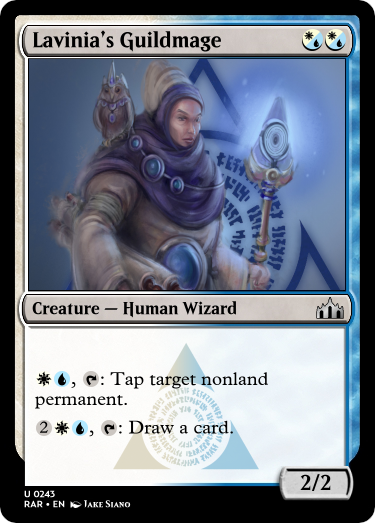 Lavinia's Guildmage
Creature — Human Wizard
, : Tap target nonland
permanent.
2, : Draw a card.
2/2
U 0243
RAR • EN Jake Siano